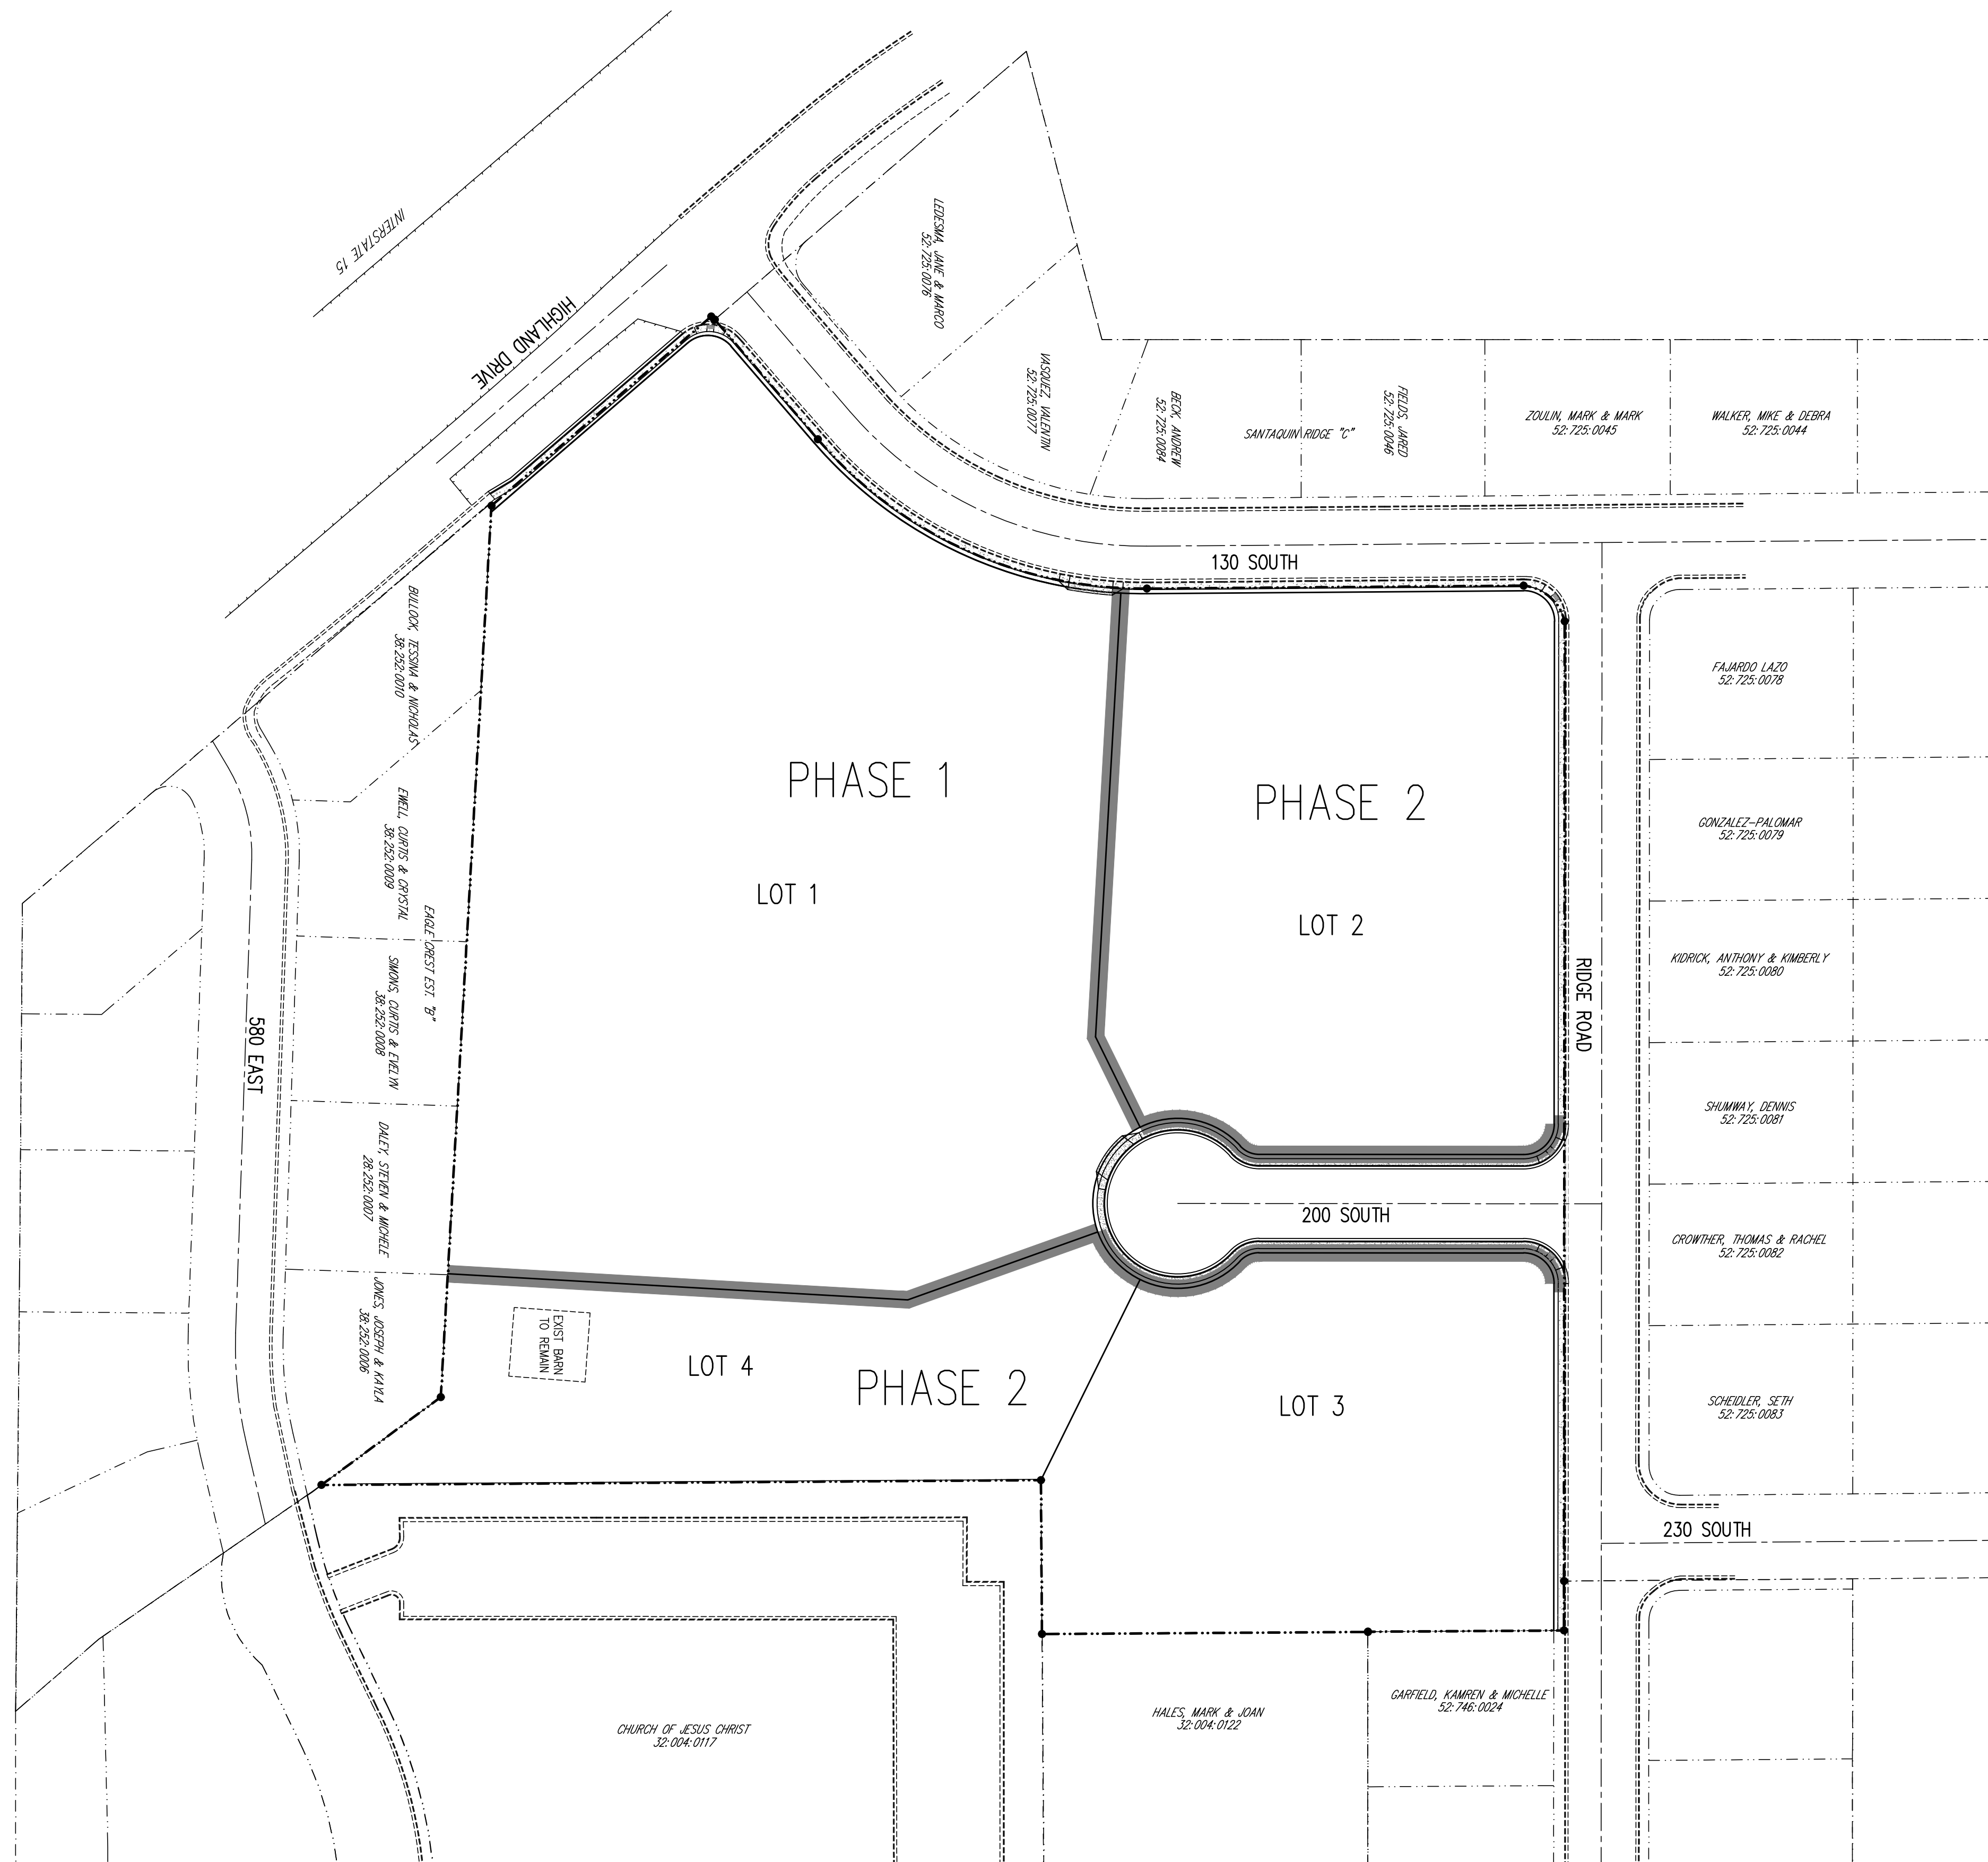 INTERSTATE 15
HIGHLAND DRIVE
LEDESMA, JANE & MARCO
52:725:0076
VASQUEZ, VALENTIN
52:725:0077
BECK, ANDREW
52:725:0084
SANTAQUIN RIDGE "C"
FIELDS, JARED
52:725:0046
ZOULIN, MARK & MARK
52:725:0045
WALKER, MIKE & DEBRA
52:725:0044
130 SOUTH
BULLOCK, TESSINA & NICHOLAS
38:252:0010
EWELL, CURTIS & CRYSTAL
38:252:0009
EAGLE CREST EST. "B"
SIMONS, CURTIS & EVELYN
38:252:0008
DALEY, STEVEN & MICHELE
28:252:0007
JONES, JOSEPH & KAYLA
38:252:0006
580 EAST
PHASE 1
LOT 1
PHASE 2
LOT 2
RIDGE ROAD
FAJARDO LAZO
52:725:0078
GONZALEZ-PALOMAR
52:725:0079
KIDRICK, ANTHONY & KIMBERLY
52:725:0080
SHUMWAY, DENNIS
52:725:0081
CROWTHER, THOMAS & RACHEL
52:725:0082
SCHEIDLER, SETH
52:725:0083
200 SOUTH
EXIST BARN
TO REMAIN
LOT 4
PHASE 2
LOT 3
230 SOUTH
CHURCH OF JESUS CHRIST
32:004:0117
HALES, MARK & JOAN
32:004:0122
GARFIELD, KAMREN & MICHELLE
52:746:0024